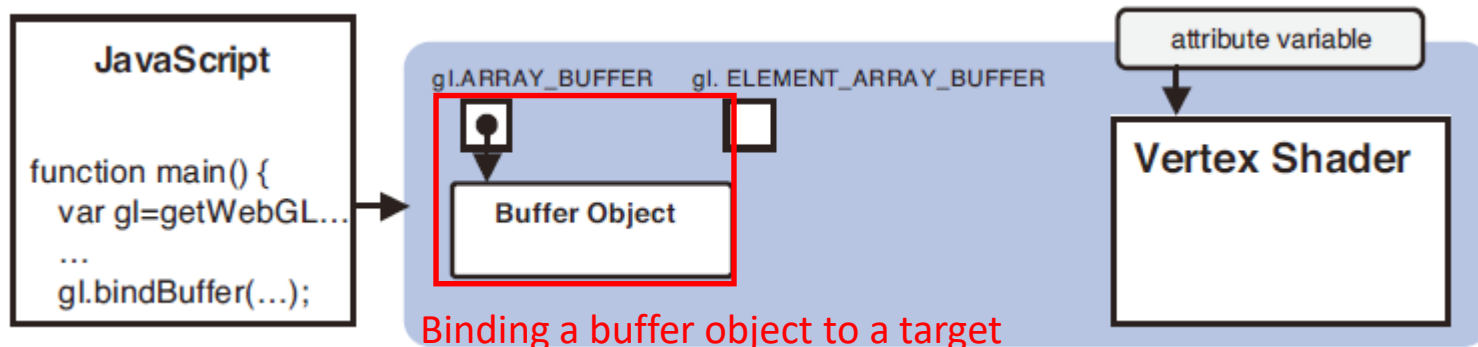 JavaScript
function main() {
var gl=getWebGL…
…
gl.bindBuffer(…);
gl.ARRAY_BUFFER
gl. ELEMENT_ARRAY_BUFFER
Buffer Object
Binding a buffer object to a target
attribute variable
Vertex Shader